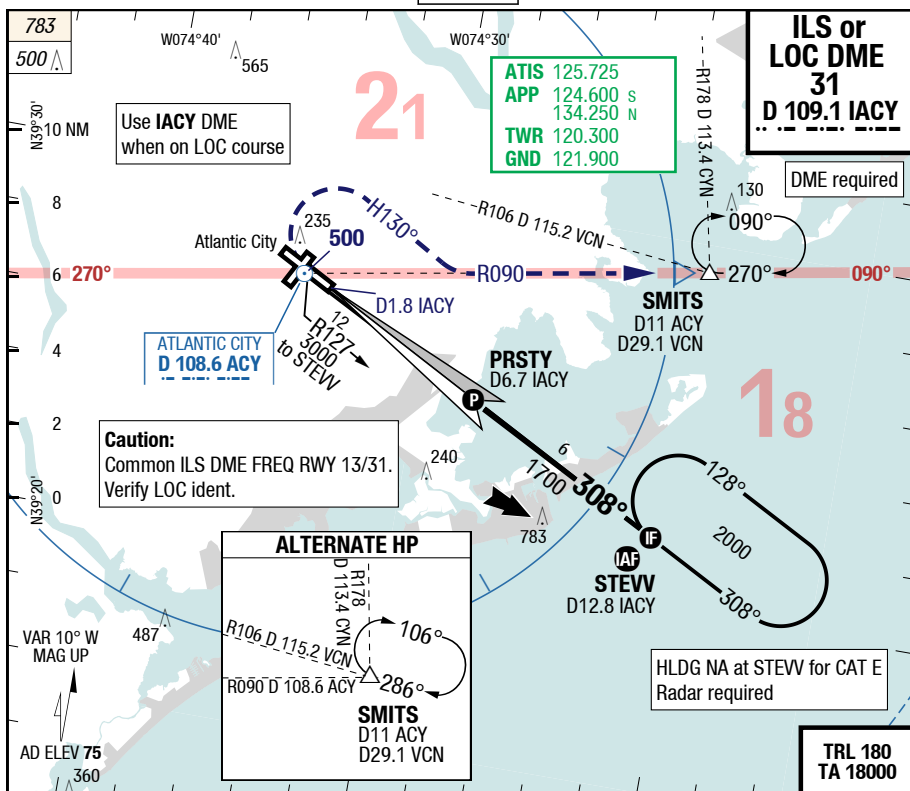 783
500
W074°40'
W074°30'
565
ILS or
LOC DME
31
D 109.1 IACY
ATIS 125.725
APP 124.600 S
134.250 N
TWR 120.300
GND 121.900
21
N39°30'
10 NM
Use IACY DME
when on LOC course
R178 D 113.4 CYN
DME required
8
130
090°
R106 D 115.2 VCN
H130°
235
500
Atlantic City
6
270°
R090
270°
090°
D1.8 IACY
SMITS
D11 ACY
D29.1 VCN
ATLANTIC CITY
D 108.6 ACY
12
R127
3000
to STEVV
4
PRSTY
D6.7 IACY
P
18
2
Caution:
Common ILS DME FREQ RWY 13/31.
Verify LOC ident.
240
6
1700
308°
128°
2000
308°
N39°20'
0
783
IF
IAF
STEVV
D12.8 IACY
ALTERNATE HP
R178
D 113.4 CYN
106°
R106 D 115.2 VCN
286°
R090 D 108.6 ACY
SMITS
D11 ACY
D29.1 VCN
487
VAR 10° W
MAG UP
HLDG NA at STEVV for CAT E
Radar required
AD ELEV 75
360
TRL 180
TA 18000